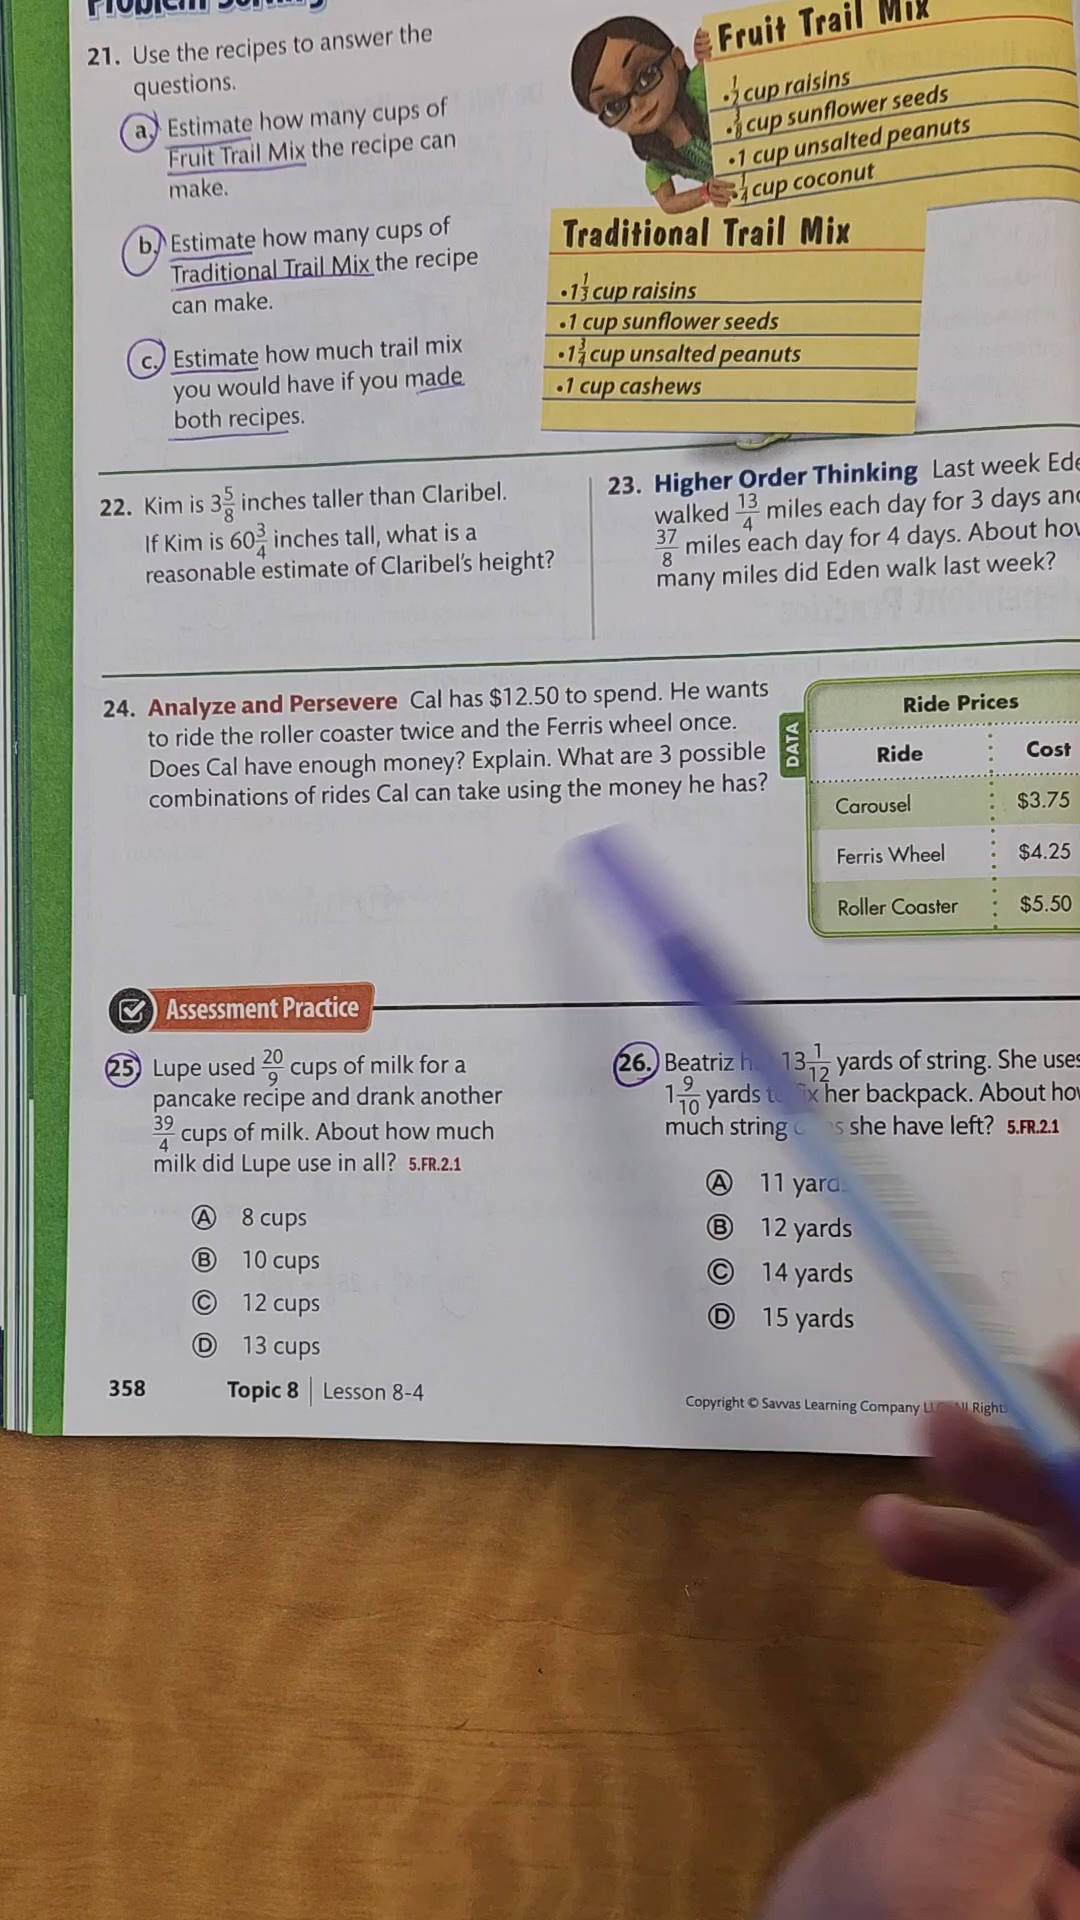 Problem Solving
21. Use the recipes to answer the
questions.
a. Estimate how many cups of
Fruit Trail Mix the recipe can
make.
b. Estimate how many cups of
Traditional Trail Mix the recipe
can make.
c. Estimate how much trail mix
you would have if you made
both recipes.
Fruit Trail Mix
•1/2 cup raisins
•3/8 cup sunflower seeds
•1 cup unsalted peanuts
•1/4 cup coconut
Traditional Trail Mix
•1 1/3 cup raisins
•1 cup sunflower seeds
•1 3/4 cup unsalted peanuts
•1 cup cashews
22. Kim is 3 5/8 inches taller than Claribel.
If Kim is 60 3/4 inches tall, what is a
reasonable estimate of Claribel's height?
23. Higher Order Thinking Last week Ede
walked 13/4 miles each day for 3 days and
37/8 miles each day for 4 days. About how
many miles did Eden walk last week?
24. Analyze and Persevere Cal has $12.50 to spend. He wants
to ride the roller coaster twice and the Ferris wheel once.
Does Cal have enough money? Explain. What are 3 possible
combinations of rides Cal can take using the money he has?
DATA
Ride Prices
Ride Cost
Carousel $3.75
Ferris Wheel $4.25
Roller Coaster $5.50
Assessment Practice
25. Lupe used 20/9 cups of milk for a
pancake recipe and drank another
39/4 cups of milk. About how much
milk did Lupe use in all? 5.FR.2.1
A 8 cups
B 10 cups
C 12 cups
D 13 cups
26. Beatriz h 13 1/12 yards of string. She uses
1 9/10 yards to fix her backpack. About how
much string she have left? 5.FR.2.1
A 11 yard
B 12 yards
C 14 yards
D 15 yards
358 Topic 8 | Lesson 8-4
Copyright © Savvas Learning Company LLC. All Rights